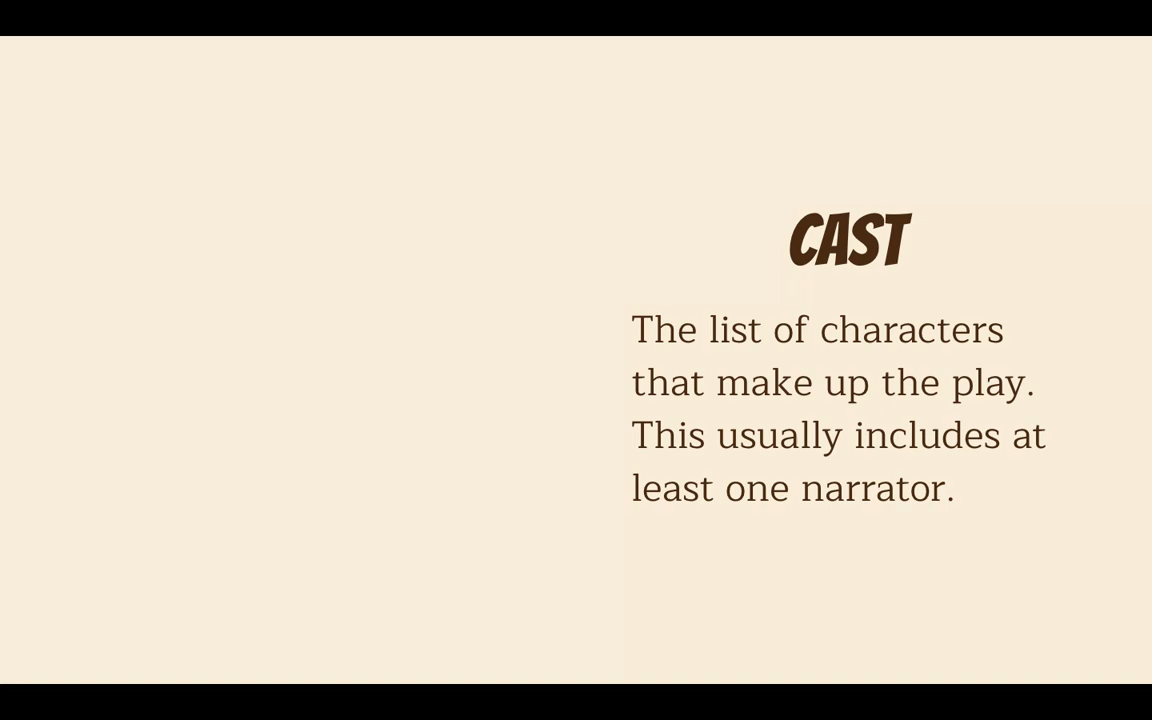 CAST
The list of characters
that make up the play.
This usually includes at
least one narrator.